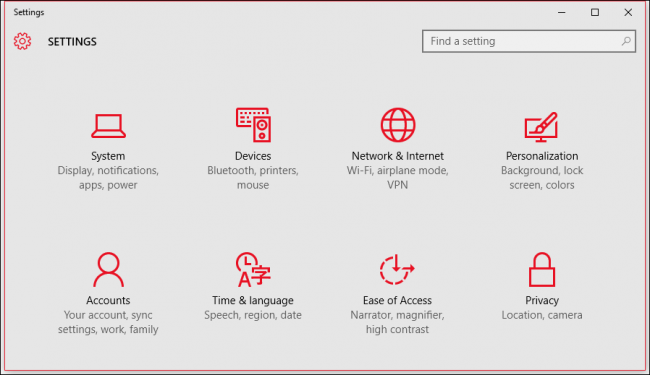 Settings
SETTINGS
Find a setting
System
Display, notifications,
apps, power
Devices
Bluetooth, printers,
mouse
Network & Internet
Wi-Fi, airplane mode,
VPN
Personalization
Background, lock
screen, colors
Accounts
Your account, sync
settings, work, family
A字
Time & language
Speech, region, date
Ease of Access
Narrator, magnifier,
high contrast
Privacy
Location, camera